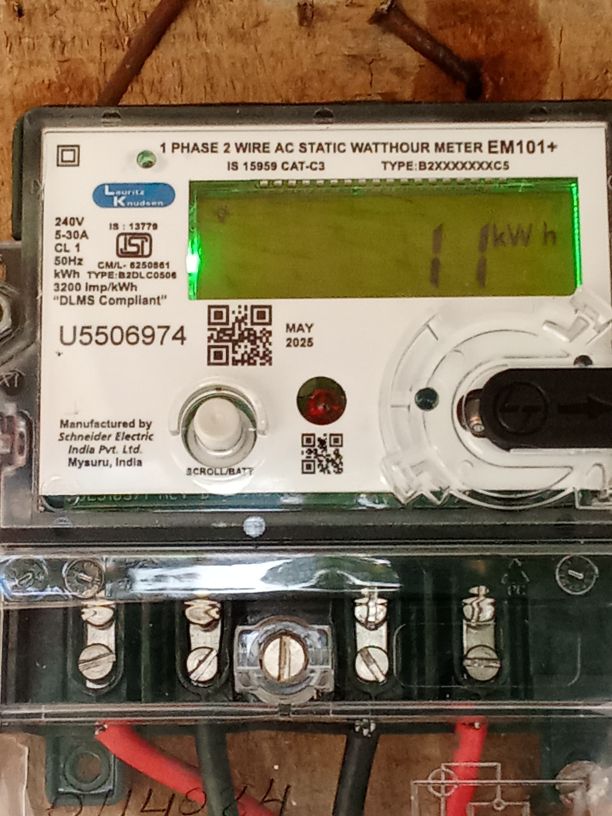 1 PHASE 2 WIRE AC STATIC WATTHOUR METER EM101+
IS 15959 CAT-C3 TYPE:B2XXXXXXXC5
Lauritz
Knudsen
240V
5-30A
CL 1
50Hz
kWh
3200 Imp/kWh
"DLMS Compliant"
IS : 13779
ISI
CM/L- 6250861
TYPE:B2DLC0506
11 kWh
U5506974
MAY
2025
Manufactured by
Schneider Electric
India Pvt. Ltd.
Mysuru, India
SCROLL/BATT